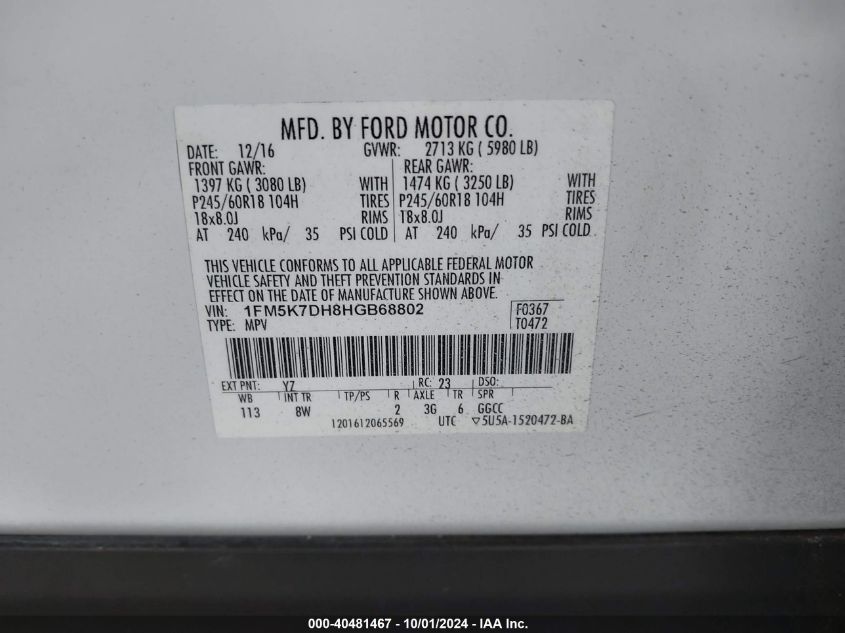 MFD. BY FORD MOTOR CO.
DATE: 12/16 GVWR: 2713 KG ( 5980 LB)
FRONT GAWR: REAR GAWR:
1397 KG ( 3080 LB) WITH 1474 KG ( 3250 LB) WITH
P245/60R18 104H TIRES P245/60R18 104H TIRES
18x8.0J RIMS 18x8.0J RIMS
AT 240 kPa/ 35 PSI COLD AT 240 kPa/ 35 PSI COLD
THIS VEHICLE CONFORMS TO ALL APPLICABLE FEDERAL MOTOR
VEHICLE SAFETY AND THEFT PREVENTION STANDARDS IN
EFFECT ON THE DATE OF MANUFACTURE SHOWN ABOVE.
VIN: 1FM5K7DH8HGB68802 F0367
TYPE: MPV T0472
EXT PNT: YZ RC: 23 DSO:
WB INT TR TP/PS R AXLE TR SPR
113 8W 2 3G 6 GGCC
1201612065569 UTC ▽5U5A-1520472-BA
000-40481467 - 10/01/2024 - IAA Inc.